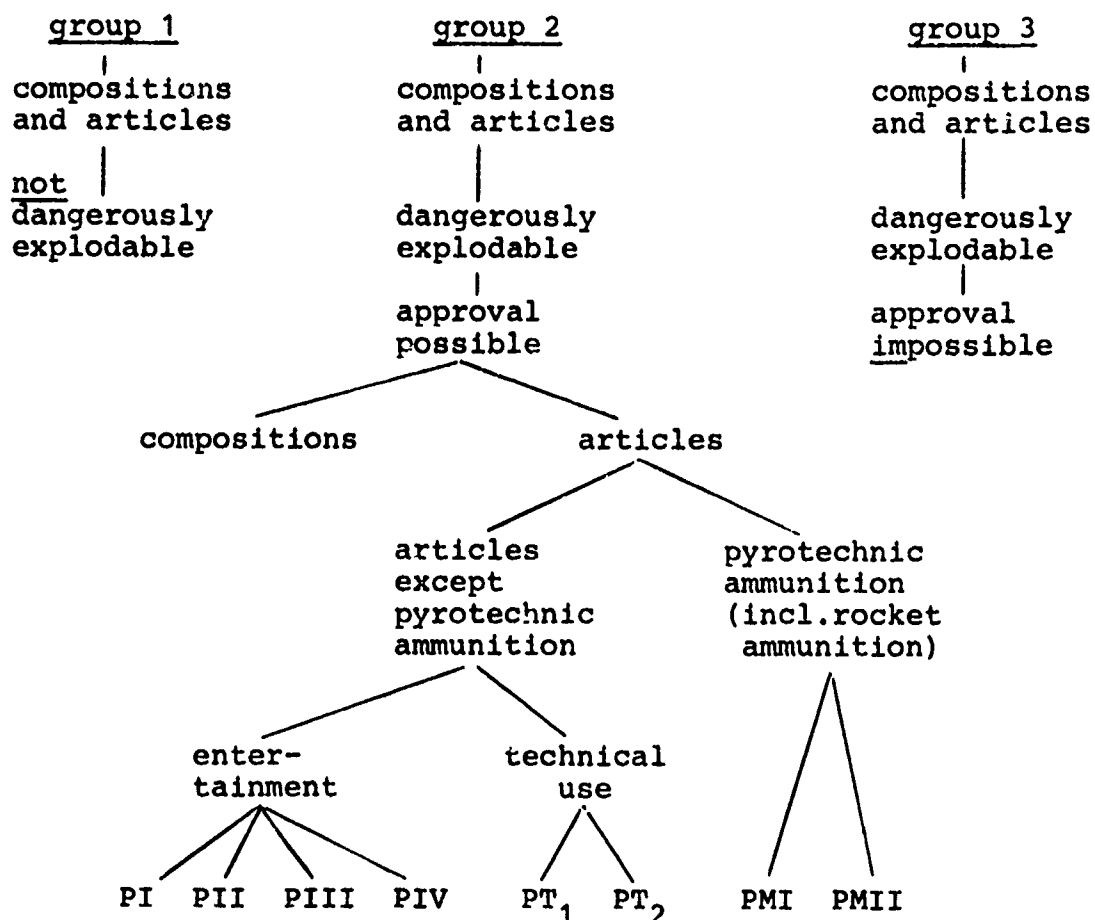 group 1
group 2
group 3
compositions
and articles
compositions
and articles
compositions
and articles
not
dangerously
explodable
dangerously
explodable
dangerously
explodable
approval
possible
approval
impossible
compositions
articles
articles
except
pyrotechnic
ammunition
pyrotechnic
ammunition
(incl.rocket
ammunition)
enter-
tainment
technical
use
PI PII PIII PIV PT₁ PT₂ PMI PMII